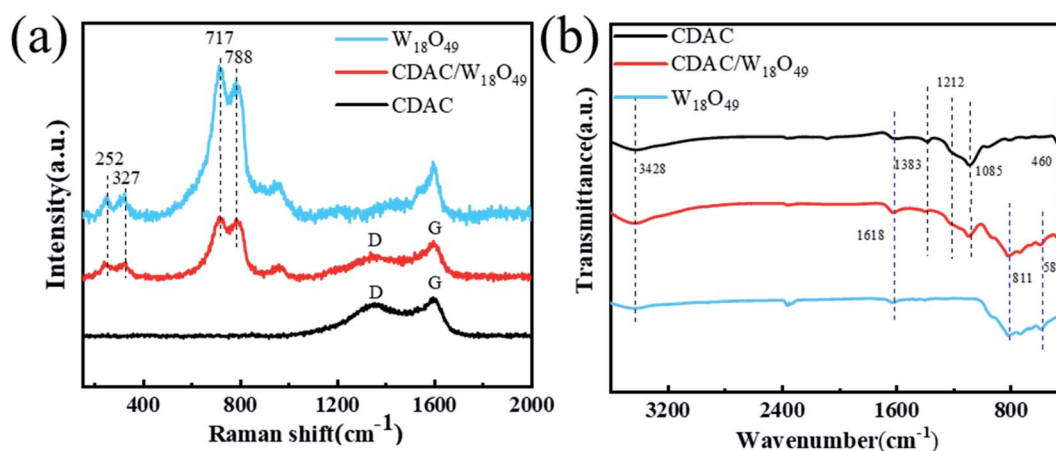 (a)
717
788
W18O49
CDAC/W18O49
CDAC
252
327
D
G
D
G
Intensity(a.u.)
400
800
1200
1600
2000
Raman shift(cm-1)
(b)
CDAC
CDAC/W18O49
W18O49
1212
3428
1383
1085
460
1618
811
58
Transmittance(a.u.)
3200
2400
1600
800
Wavenumber(cm-1)